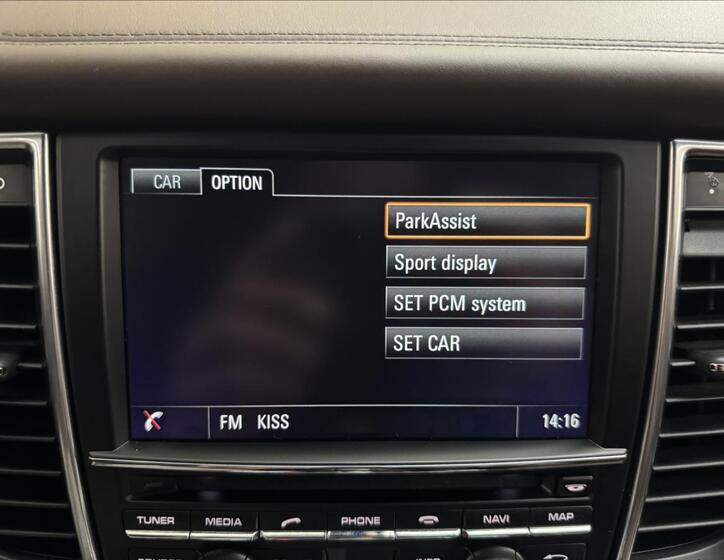 CAR OPTION
ParkAssist
Sport display
SET PCM system
SET CAR
FM KISS 14:16
TUNER MEDIA PHONE NAVI MAP